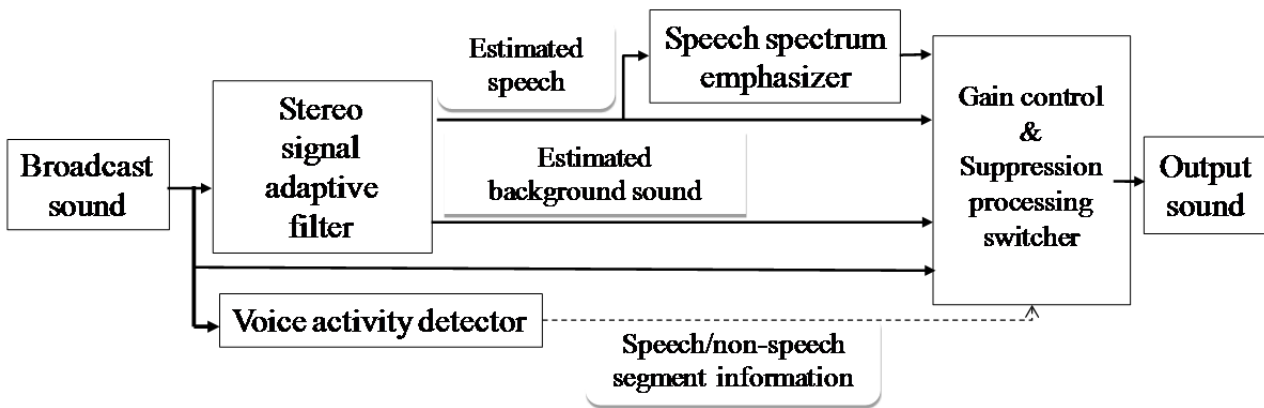 Broadcast
sound
Stereo
signal
adaptive
filter
Estimated
speech
Speech spectrum
emphasizer
Estimated
background sound
Voice activity detector
Speech/non-speech
segment information
Gain control
&
Suppression
processing
switcher
Output
sound